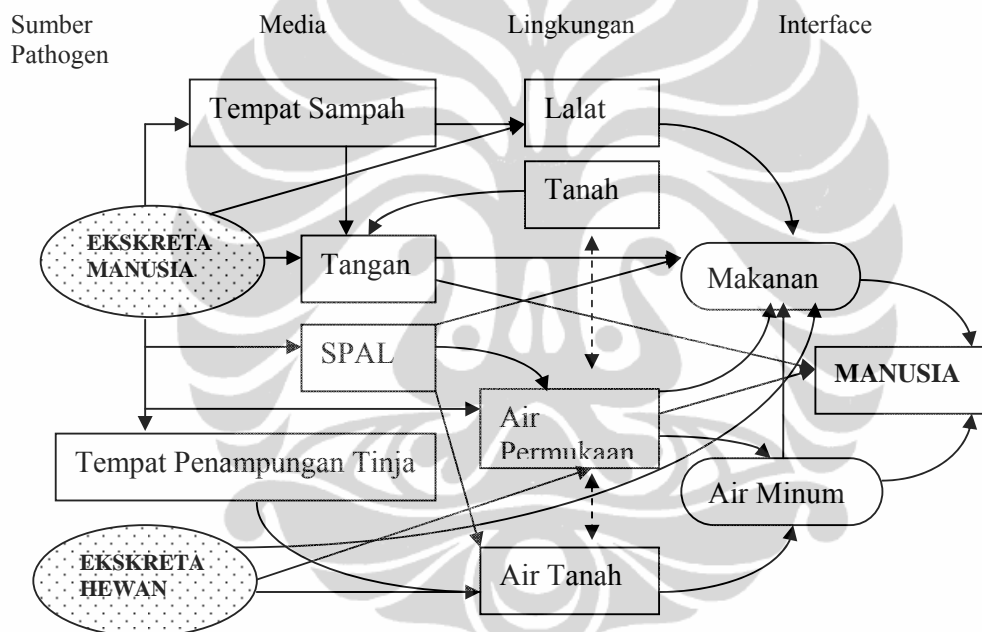 Sumber
Pathogen
Media
Lingkungan
Interface
Tempat Sampah
Lalat
Tanah
EKSKRETA
MANUSIA
Tangan
Makanan
SPAL
MANUSIA
Air
Permukaan
Tempat Penampungan Tinja
Air Minum
EKSKRETA
HEWAN
Air Tanah